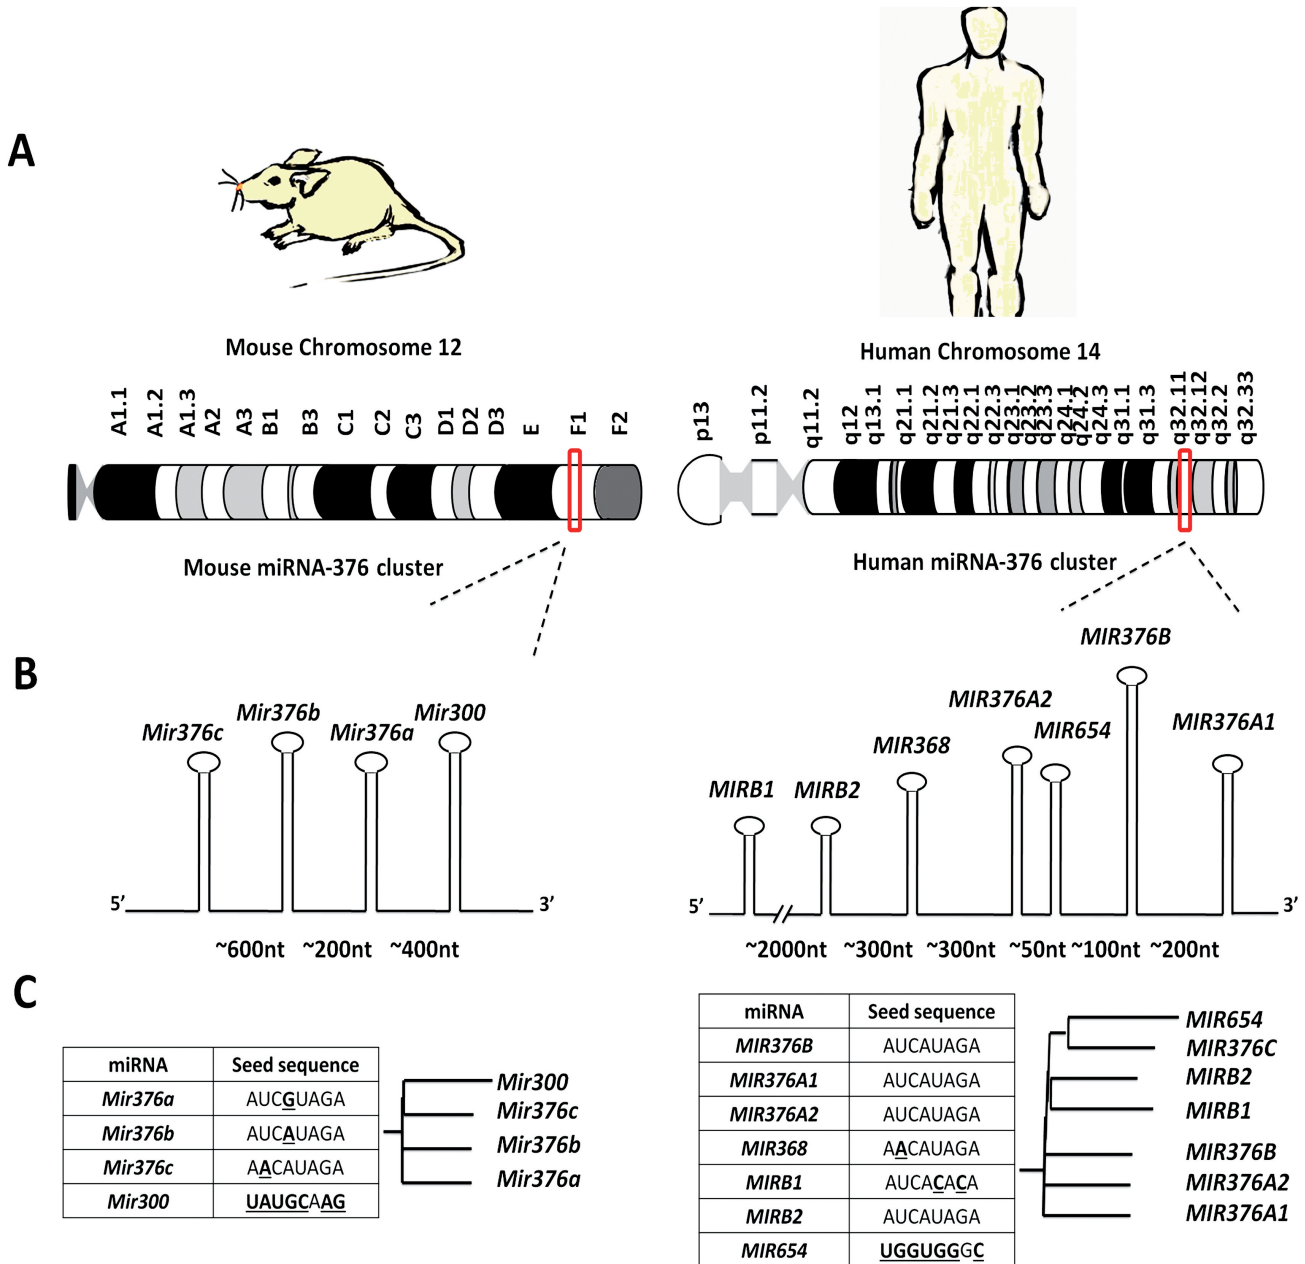 A
Mouse Chromosome 12
Human Chromosome 14
A1.1 A1.2 A1.3 A2 A3 B1 B3 C1 C2 C3 D1 D2 D3 E F1 F2
p13 p11.2 q11.2 q12 q13.1 q21.1 q21.2 q21.3 q22.1 q22.3 q23.1 q23.2 q23.3 q24.1 q24.2 q24.3 q31.1 q31.3 q32.11 q32.12 q32.2 q32.33
Mouse miRNA-376 cluster
Human miRNA-376 cluster
B
Mir376c Mir376b Mir376a Mir300
5’ 3’
~600nt ~200nt ~400nt
MIRB1 MIRB2 MIR368 MIR376A2 MIR654 MIR376B MIR376A1
5’ 3’
~2000nt ~300nt ~300nt ~50nt ~100nt ~200nt
C
miRNA Seed sequence
Mir376a AUCGUAGA
Mir376b AUCAUAGA
Mir376c AACAUAGA
Mir300 UAUGCAAG
Mir300
Mir376c
Mir376b
Mir376a
miRNA Seed sequence
MIR376B AUCAUAGA
MIR376A1 AUCAUAGA
MIR376A2 AUCAUAGA
MIR368 AACAUAGA
MIRB1 AUCACACA
MIRB2 AUCAUAGA
MIR654 UGGUGGGC
MIR654
MIR376C
MIRB2
MIRB1
MIR376B
MIR376A2
MIR376A1